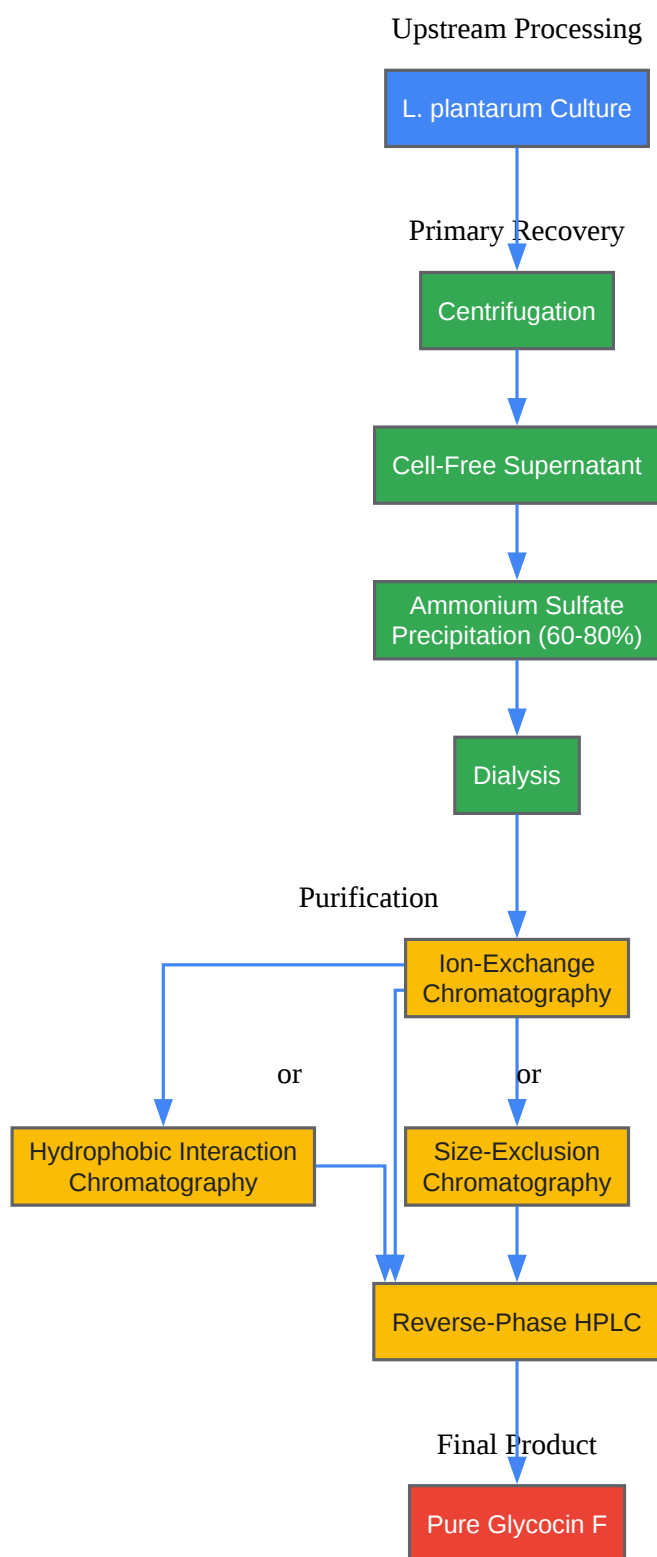 Upstream Processing
L. plantarum Culture
Primary Recovery
Centrifugation
Cell-Free Supernatant
Ammonium Sulfate
Precipitation (60-80%)
Dialysis
Purification
Ion-Exchange
Chromatography
or
or
Hydrophobic Interaction
Chromatography
Size-Exclusion
Chromatography
Reverse-Phase HPLC
Final Product
Pure Glycocin F